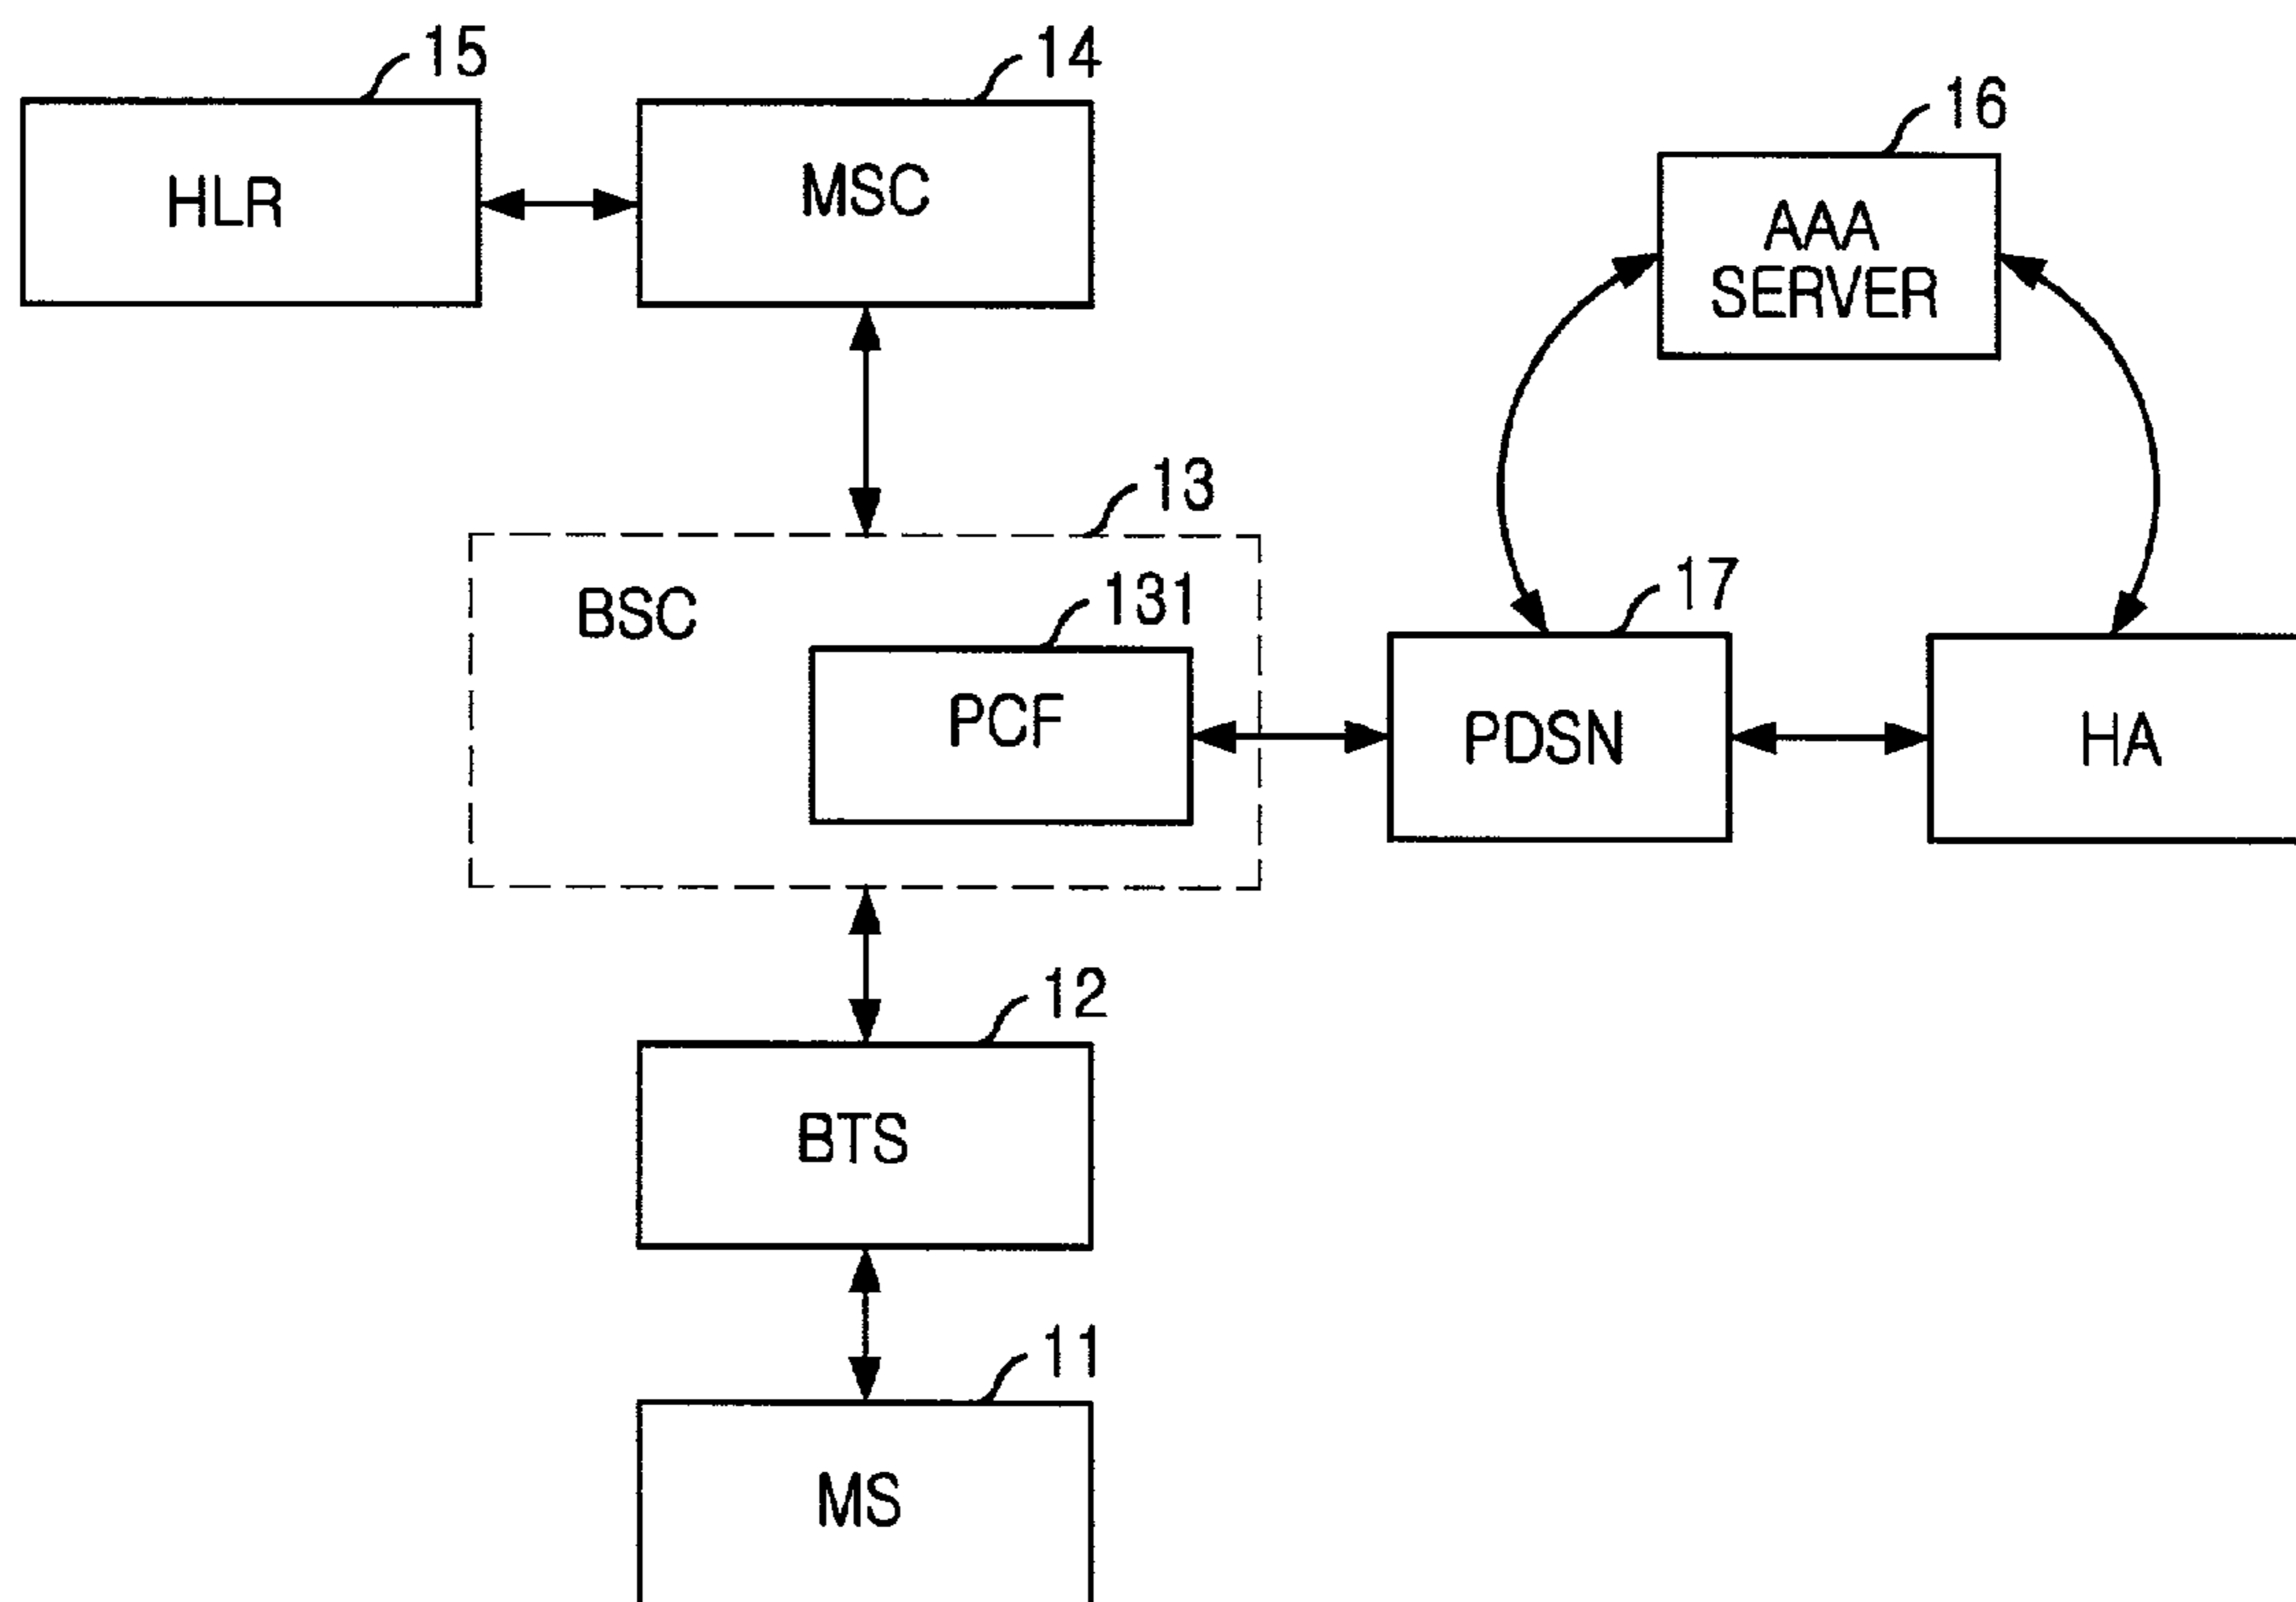 15
14
16
HLR
MSC
AAA
SERVER
13
BSC
131
PCF
17
PDSN
HA
12
BTS
11
MS